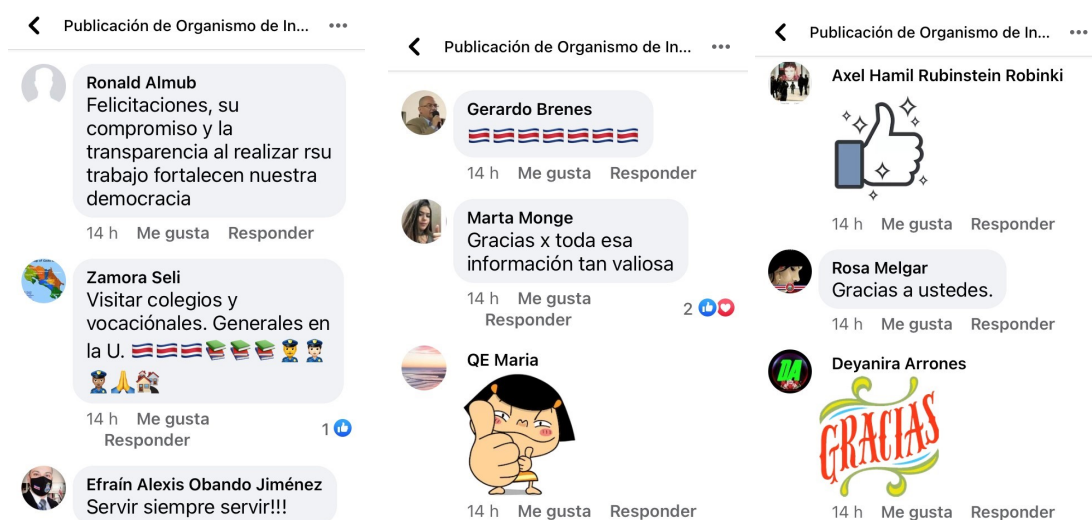 Publicación de Organismo de In...
Ronald Almub
Felicitaciones, su
compromiso y la
transparencia al realizar rsu
trabajo fortalecen nuestra
democracia
14 h Me gusta Responder
Zamora Seli
Visitar colegios y
vocaciónales. Generales en
la U. 🇨🇷🇨🇷🇨🇷📚📚📚👮👮🏻
👮🏽🙏🏘️
14 h Me gusta
Responder
1
Efraín Alexis Obando Jiménez
Servir siempre servir!!!
Publicación de Organismo de In...
Gerardo Brenes
🇨🇷🇨🇷🇨🇷🇨🇷🇨🇷🇨🇷🇨🇷
14 h Me gusta Responder
Marta Monge
Gracias x toda esa
información tan valiosa
14 h Me gusta
Responder
2
QE Maria
14 h Me gusta Responder
Publicación de Organismo de In...
Axel Hamil Rubinstein Robinki
14 h Me gusta Responder
Rosa Melgar
Gracias a ustedes.
14 h Me gusta Responder
DA
Deyanira Arrones
GRACIAS
14 h Me gusta Responder